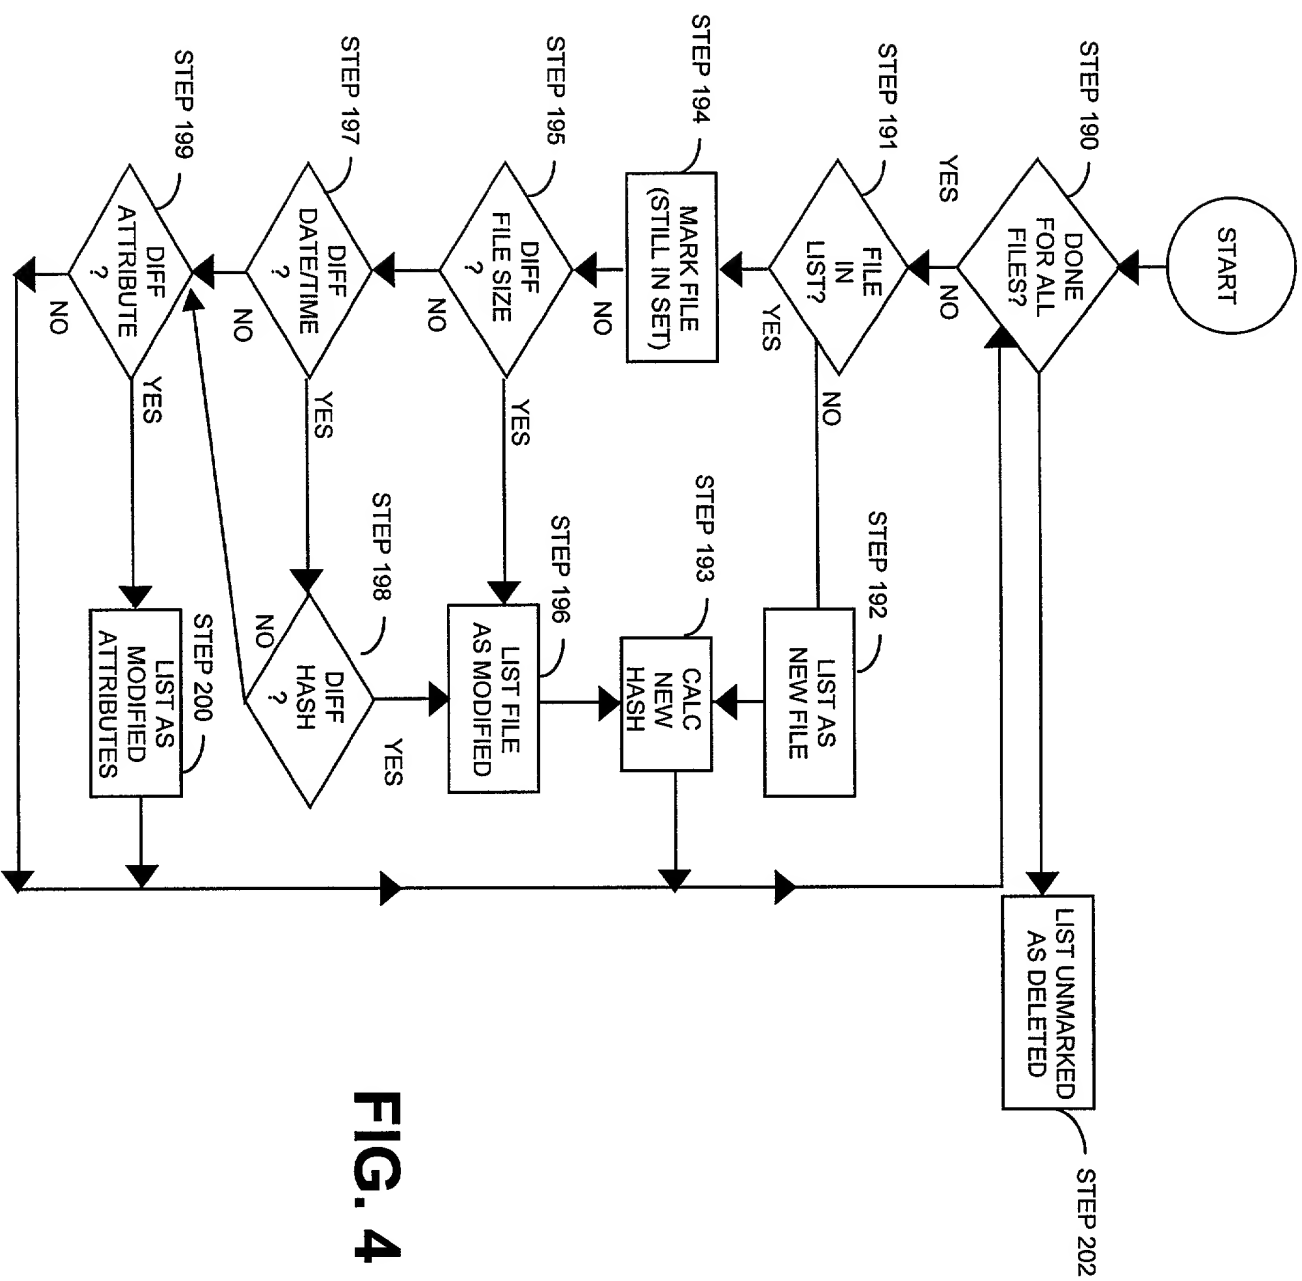 START
STEP 190
DONE
FOR ALL
FILES?
YES
NO
LIST UNMARKED
AS DELETED
STEP 202
STEP 191
FILE
IN
LIST?
YES
NO
STEP 192
LIST AS
NEW FILE
STEP 194
MARK FILE
(STILL IN SET)
NO
STEP 193
CALC
NEW
HASH
STEP 195
DIFF
FILE SIZE
?
YES
NO
STEP 196
LIST FILE
AS MODIFIED
STEP 197
DIFF
DATE/TIME
?
YES
NO
STEP 198
DIFF
HASH
?
YES
NO
STEP 199
DIFF
ATTRIBUTE
?
YES
NO
STEP 200
LIST AS
MODIFIED
ATTRIBUTES
FIG. 4